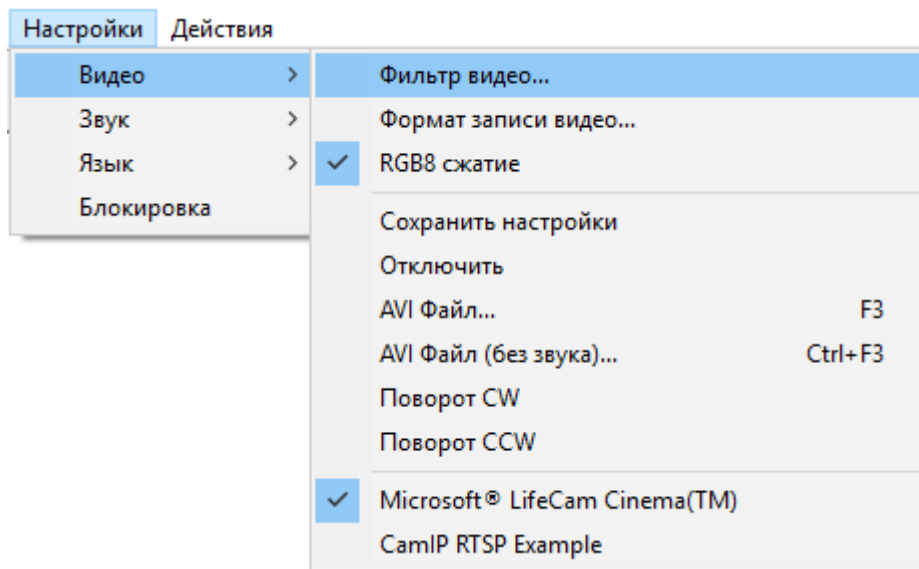 Настройки Действия
Видео
Звук
Язык
Блокировка
Фильтр видео...
Формат записи видео...
RGB8 сжатие
Сохранить настройки
Отключить
AVI Файл... F3
AVI Файл (без звука)... Ctrl+F3
Поворот CW
Поворот CCW
Microsoft® LifeCam Cinema(TM)
CamIP RTSP Example